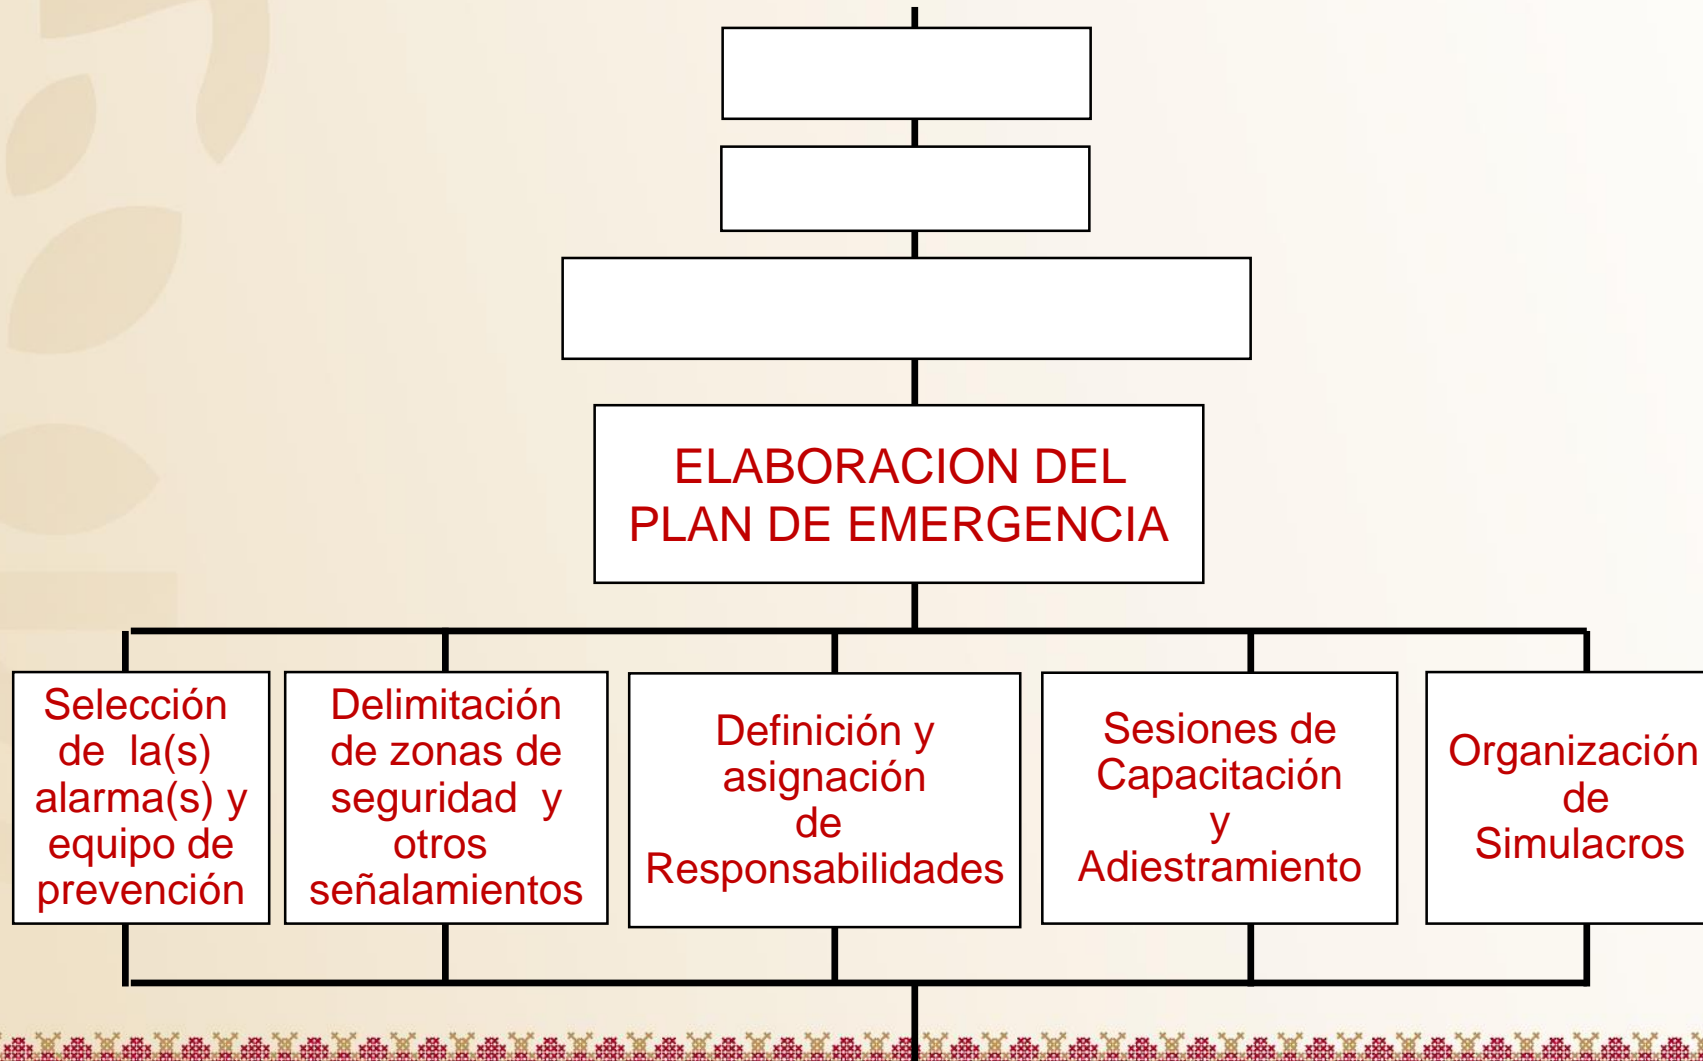 ELABORACION DEL
PLAN DE EMERGENCIA
Selección
de la(s)
alarma(s) y
equipo de
prevención
Delimitación
de zonas de
seguridad y
otros
señalamientos
Definición y
asignación
de
Responsabilidades
Sesiones de
Capacitación
y
Adiestramiento
Organización
de
Simulacros